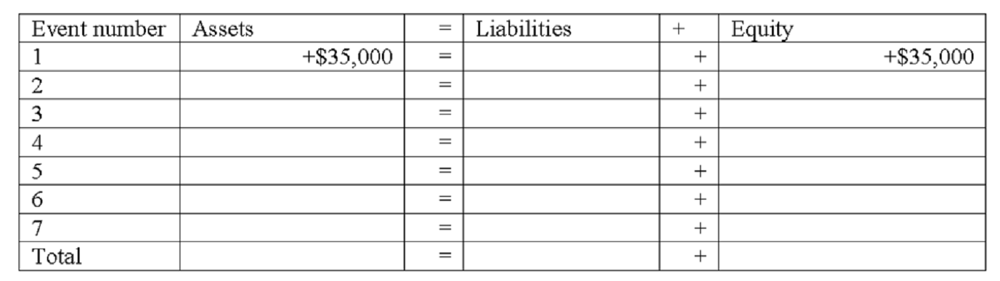 Event number Assets = Liabilities + Equity
1 +$35,000 = + +$35,000
2 = +
3 = +
4 = +
5 = +
6 = +
7 = +
Total = +